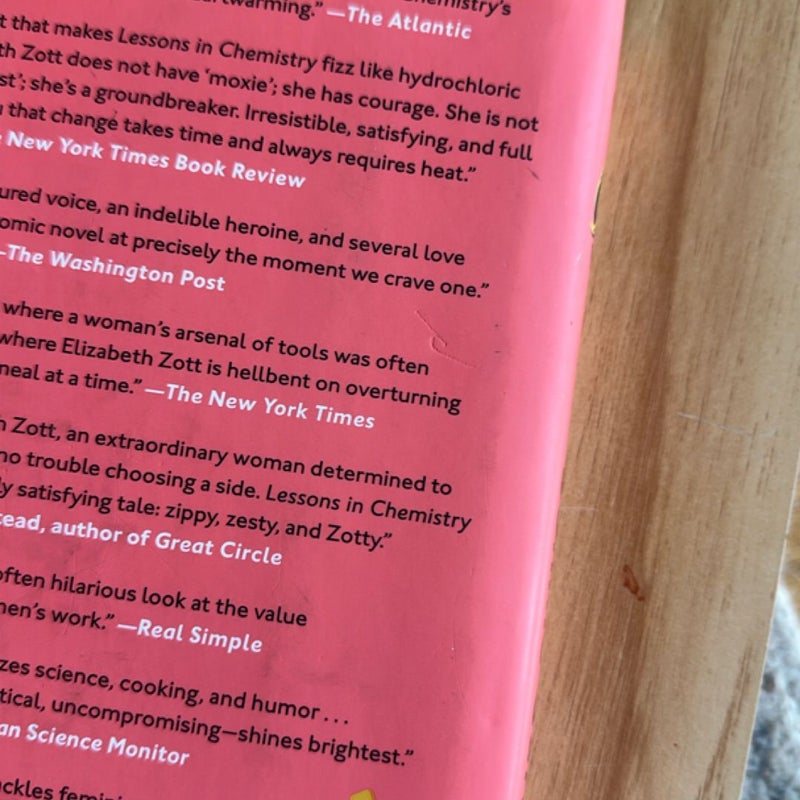 warming.” —The Atlantic
t that makes Lessons in Chemistry fizz like hydrochloric
th Zott does not have ‘moxie’; she has courage. She is not
st’; she’s a groundbreaker. Irresistible, satisfying, and full
that change takes time and always requires heat.”
New York Times Book Review
ured voice, an indelible heroine, and several love
omic novel at precisely the moment we crave one.”
—The Washington Post
where a woman’s arsenal of tools was often
where Elizabeth Zott is hellbent on overturning
meal at a time.” —The New York Times
h Zott, an extraordinary woman determined to
no trouble choosing a side. Lessons in Chemistry
ly satisfying tale: zippy, zesty, and Zotty.”
tead, author of Great Circle
often hilarious look at the value
men’s work.” —Real Simple
zes science, cooking, and humor . . .
tical, uncompromising—shines brightest.”
an Science Monitor